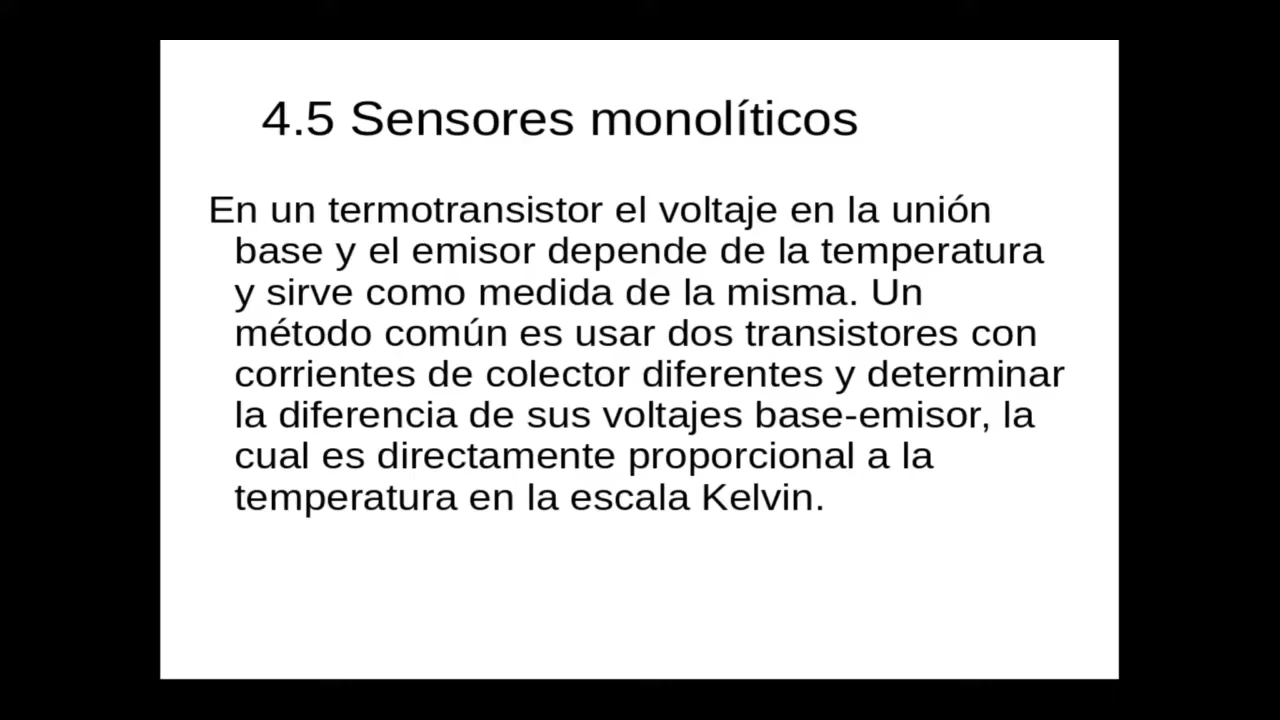 4.5 Sensores monolíticos
En un termotransistor el voltaje en la unión
base y el emisor depende de la temperatura
y sirve como medida de la misma. Un
método común es usar dos transistores con
corrientes de colector diferentes y determinar
la diferencia de sus voltajes base-emisor, la
cual es directamente proporcional a la
temperatura en la escala Kelvin.